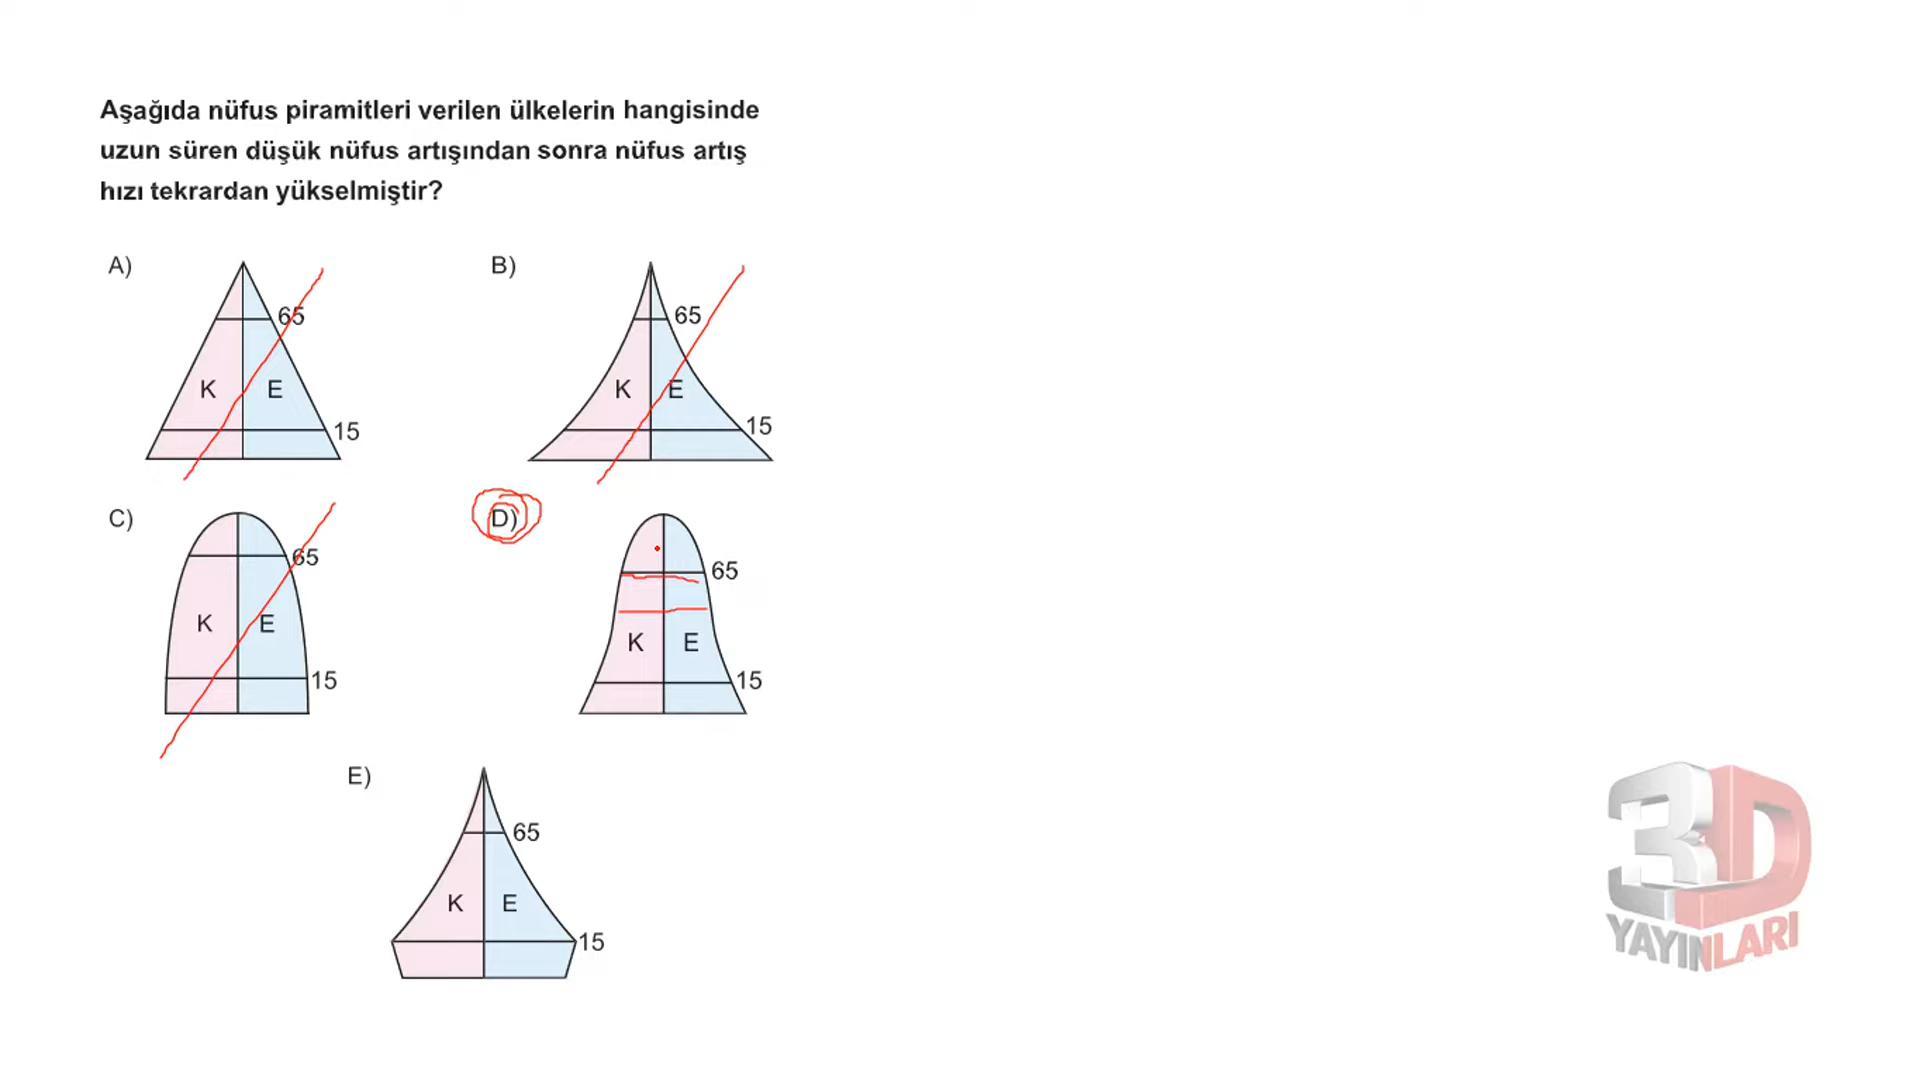 Aşağıda nüfus piramitleri verilen ülkelerin hangisinde
uzun süren düşük nüfus artışından sonra nüfus artış
hızı tekrardan yükselmiştir?
A)
65
K E
15
B)
65
K E
15
C)
65
K E
15
D)
65
K E
15
E)
65
K E
15
3D
YAYINLARI